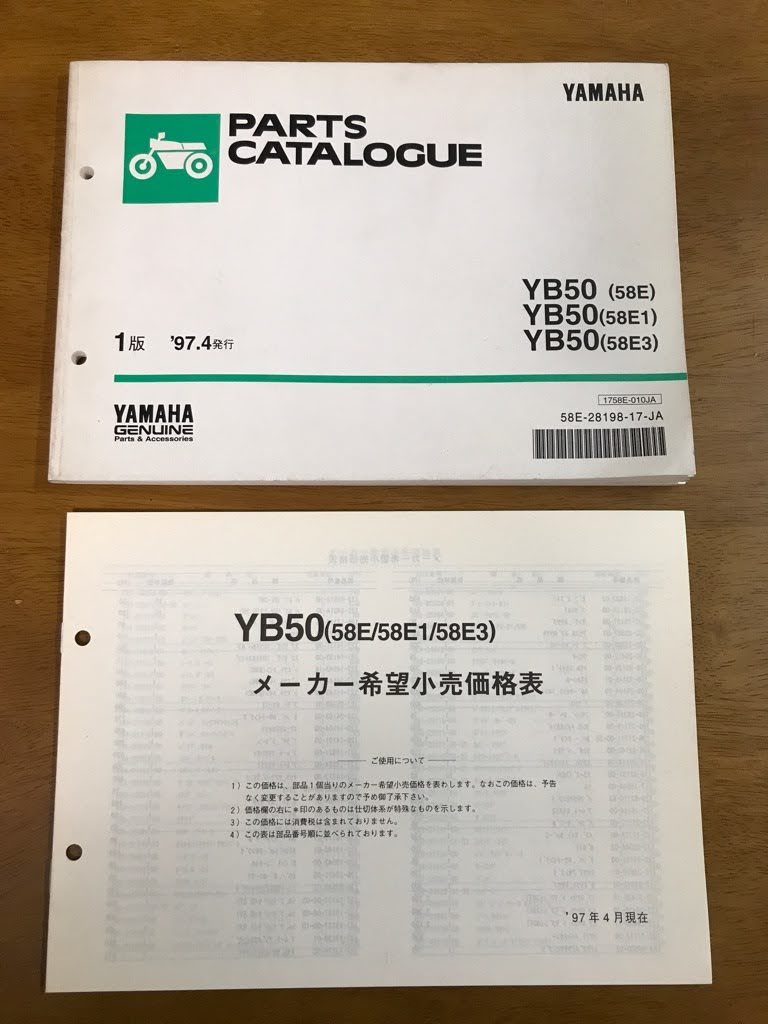 YAMAHA
PARTS
CATALOGUE
YB50 (58E)
YB50(58E1)
YB50(58E3)
1版 '97.4発行
1758E-010JA
58E-28198-17-JA
YAMAHA
GENUINE
Parts & Accessories
YB50(58E/58E1/58E3)
メーカー希望小売価格表
ご使用について
1）この価格は、部品1個当りのメーカー希望小売価格を表わします。なおこの価格は、予告
なく変更することがありますので予め御了承下さい。
2）価格欄の右に＊印のあるものは仕切体系が特殊なものを示します。
3）この価格には消費税は含まれておりません。
4）この表は部品番号順に並べられております。
'97年4月現在